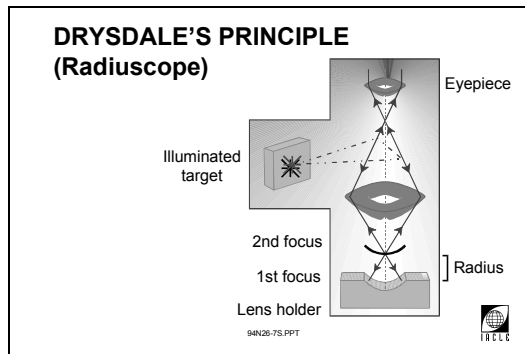 DRYSDALE'S PRINCIPLE
(Radiuscope)
Eyepiece
Illuminated
target
2nd focus
1st focus
Radius
Lens holder
94N26-7S.PPT
IACLE